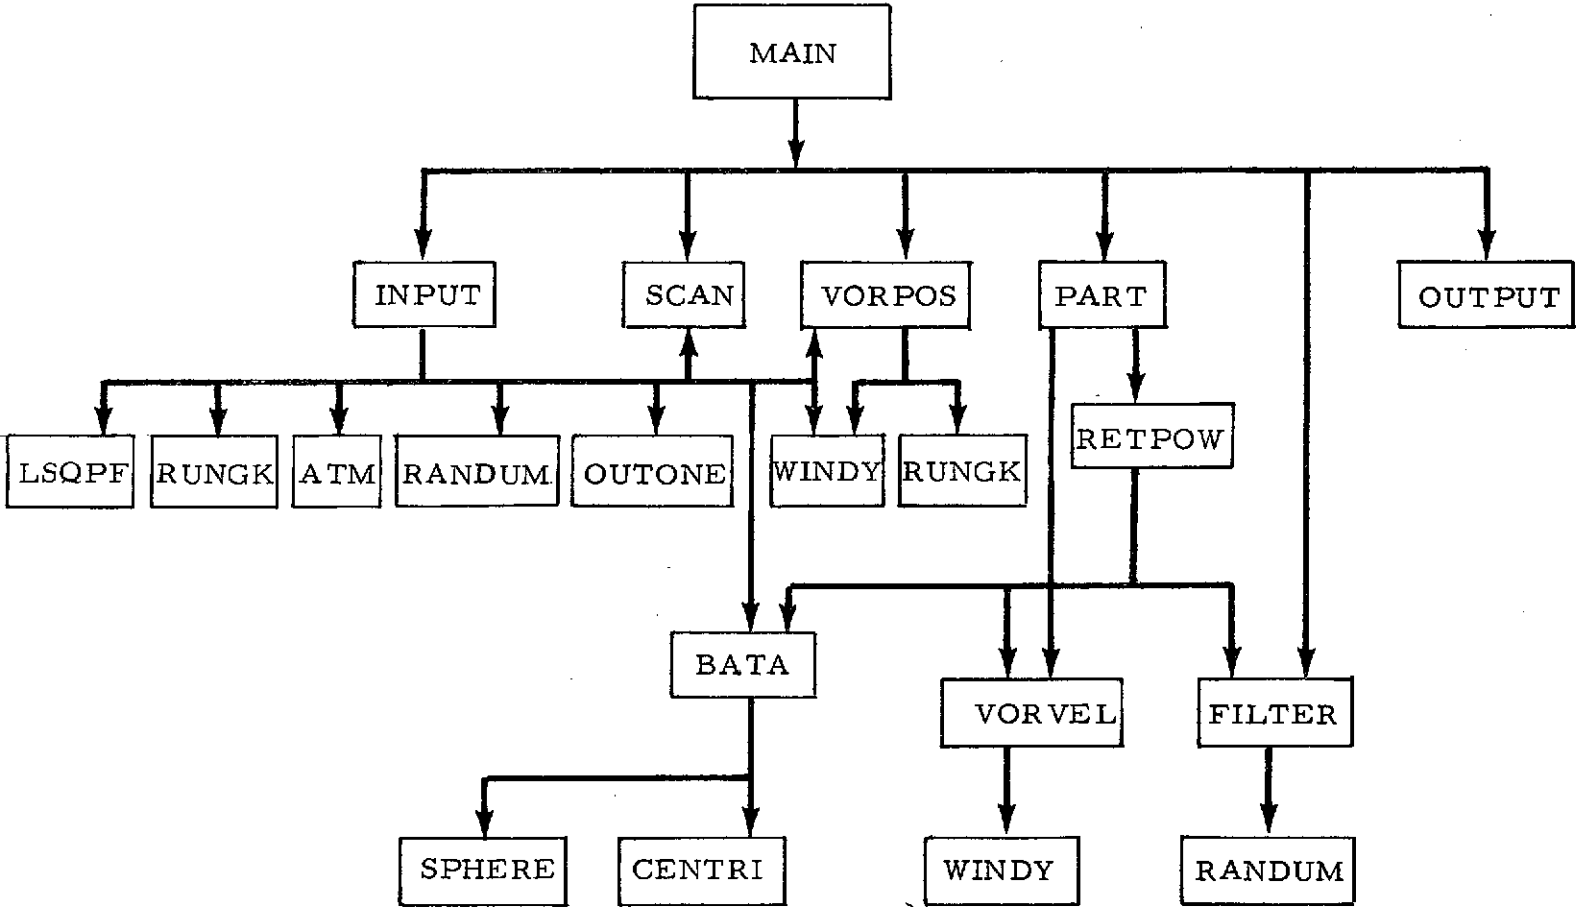 MAIN
INPUT
SCAN
VORPOS
PART
OUTPUT
RETPOW
LSQPF
RUNGK
ATM
RANDUM
OUTONE
WINDY
RUNGK
BATA
VORVEL
FILTER
SPHERE
CENTRI
WINDY
RANDUM